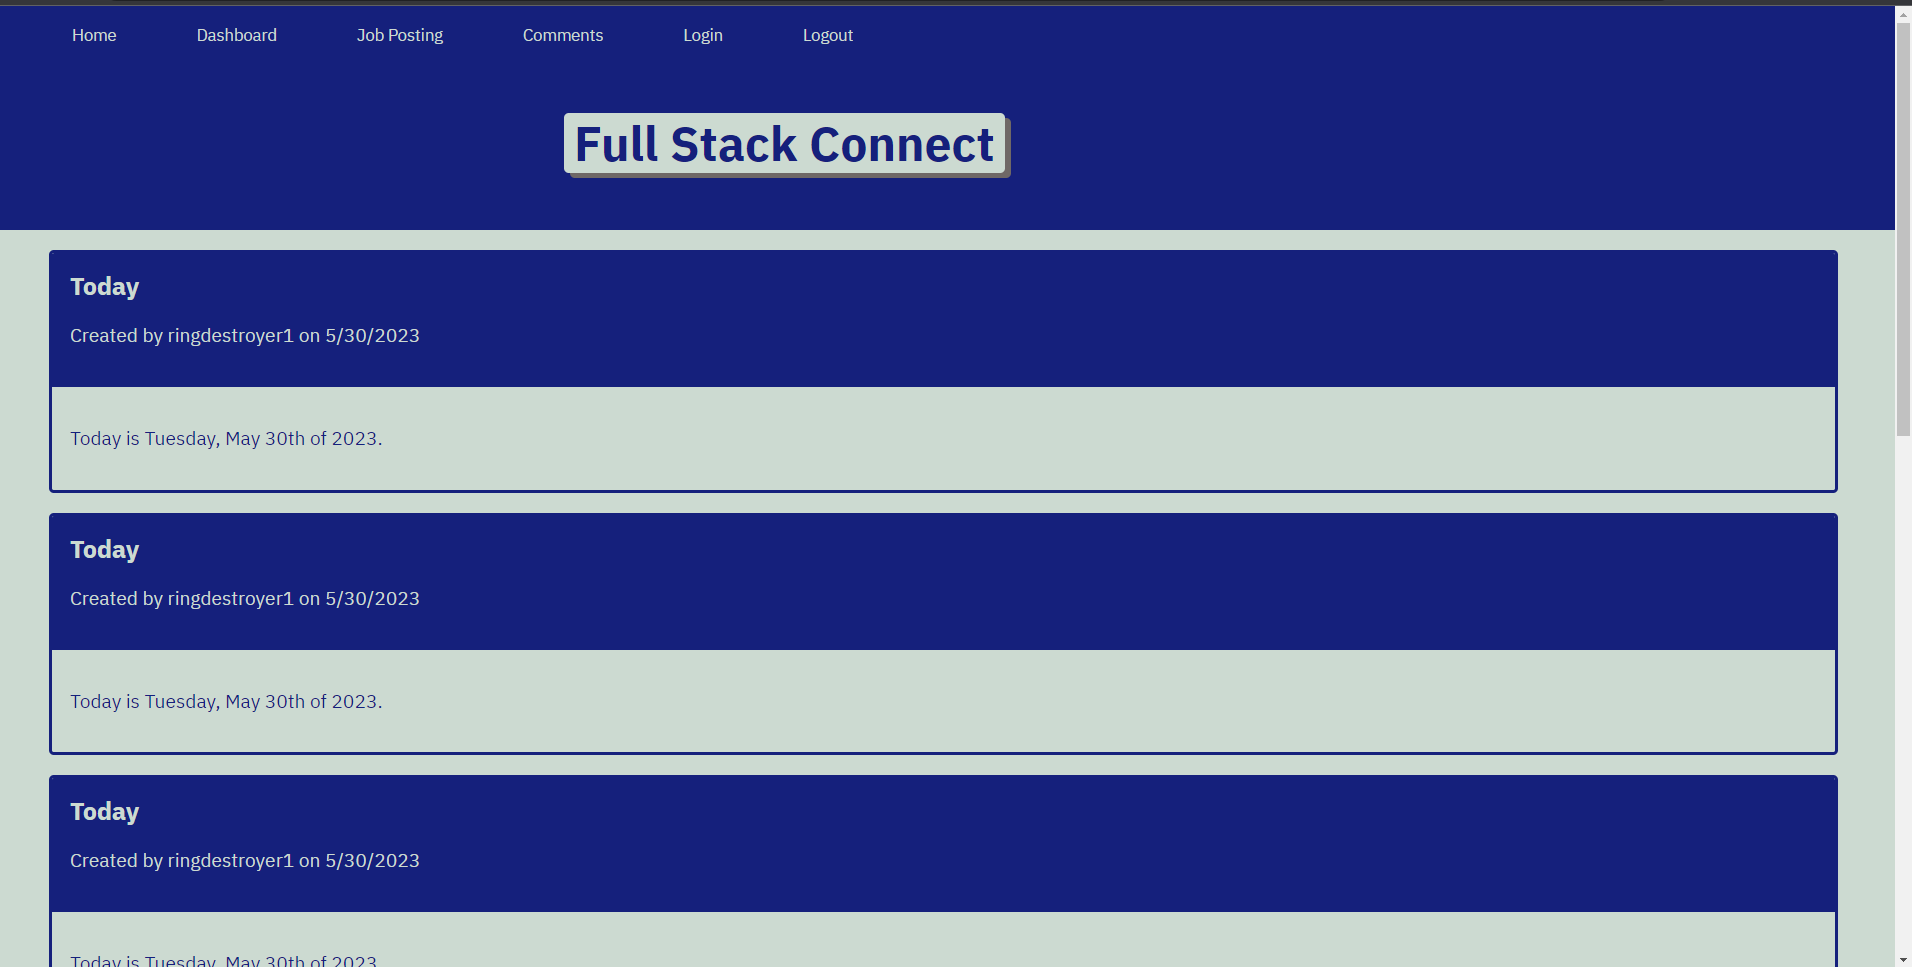 Home Dashboard Job Posting Comments Login Logout
Full Stack Connect
Today
Created by ringdestroyer1 on 5/30/2023
Today is Tuesday, May 30th of 2023.
Today
Created by ringdestroyer1 on 5/30/2023
Today is Tuesday, May 30th of 2023.
Today
Created by ringdestroyer1 on 5/30/2023
Today is Tuesday, May 30th of 2023.